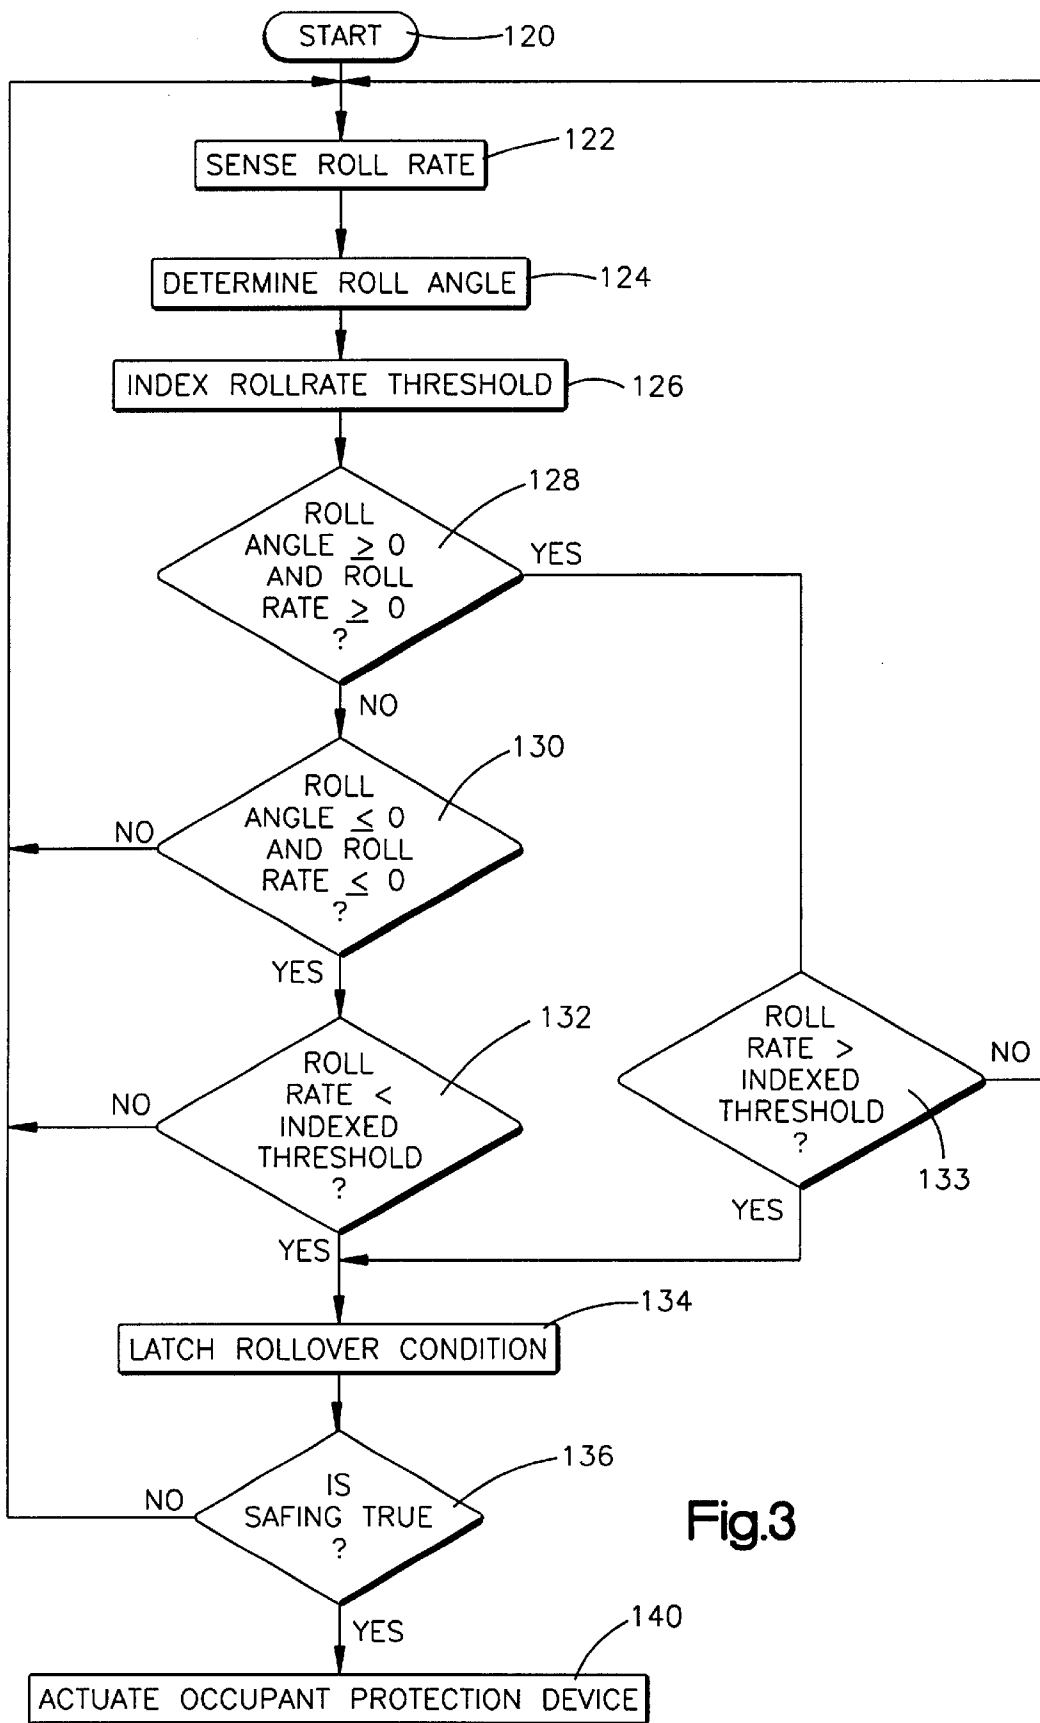 START
120
SENSE ROLL RATE
122
DETERMINE ROLL ANGLE
124
INDEX ROLLRATE THRESHOLD
126
128
ROLL
ANGLE ≥ 0
AND ROLL
RATE ≥ 0
?
YES
NO
130
ROLL
ANGLE ≤ 0
AND ROLL
RATE ≤ 0
?
NO
YES
132
ROLL
RATE <
INDEXED
THRESHOLD
?
NO
YES
ROLL
RATE >
INDEXED
THRESHOLD
?
NO
133
YES
134
LATCH ROLLOVER CONDITION
136
IS
SAFING TRUE
?
NO
YES
Fig.3
140
ACTUATE OCCUPANT PROTECTION DEVICE